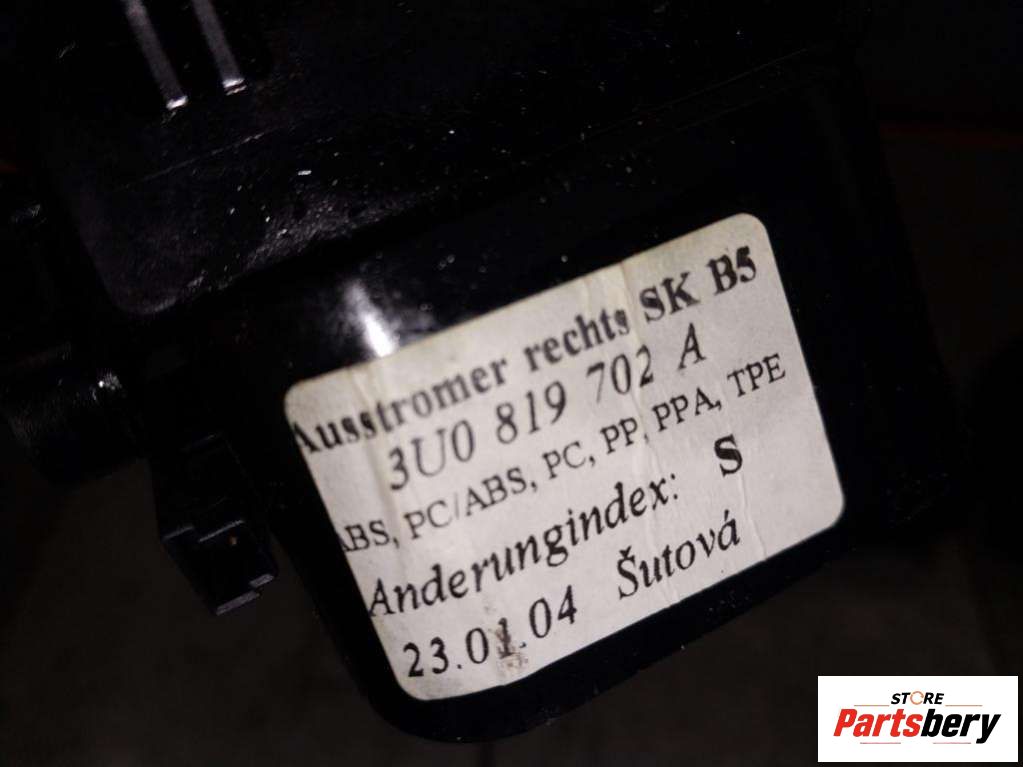 Ausstromer rechts SK B5
3U0 819 702 A
ABS, PC/ABS, PC, PP, PPA, TPE
Anderungindex: S
23.01.04 Šutová
STORE
Partsbery